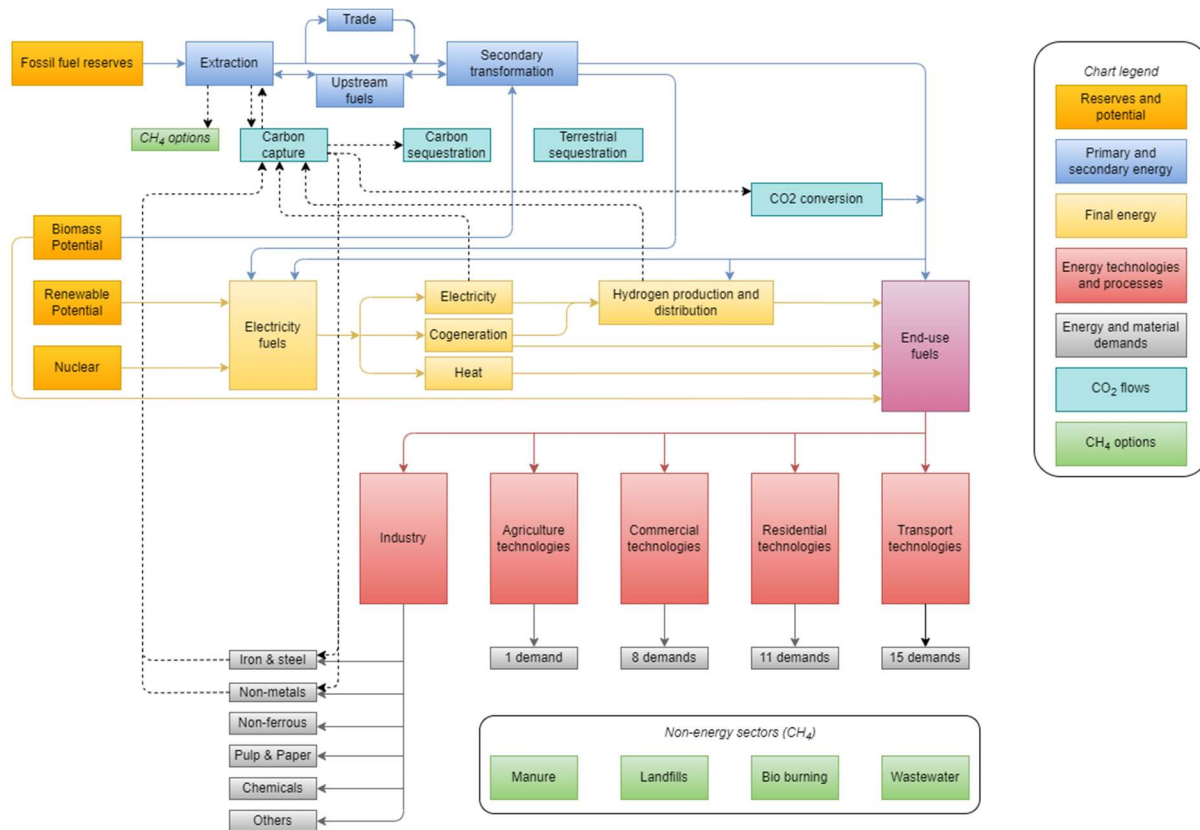 Trade
Fossil fuel reserves
Extraction
Secondary
transformation
Upstream
fuels
CH₄ options
Carbon
capture
Carbon
sequestration
Terrestrial
sequestration
CO2 conversion
Biomass
Potential
Renewable
Potential
Nuclear
Electricity
fuels
Electricity
Cogeneration
Heat
Hydrogen production and
distribution
End-use
fuels
Industry
Agriculture
technologies
Commercial
technologies
Residential
technologies
Transport
technologies
1 demand
8 demands
11 demands
15 demands
Iron & steel
Non-metals
Non-ferrous
Pulp & Paper
Chemicals
Others
Non-energy sectors (CH₄)
Manure
Landfills
Bio burning
Wastewater
Chart legend
Reserves and
potential
Primary and
secondary energy
Final energy
Energy technologies
and processes
Energy and material
demands
CO₂ flows
CH₄ options